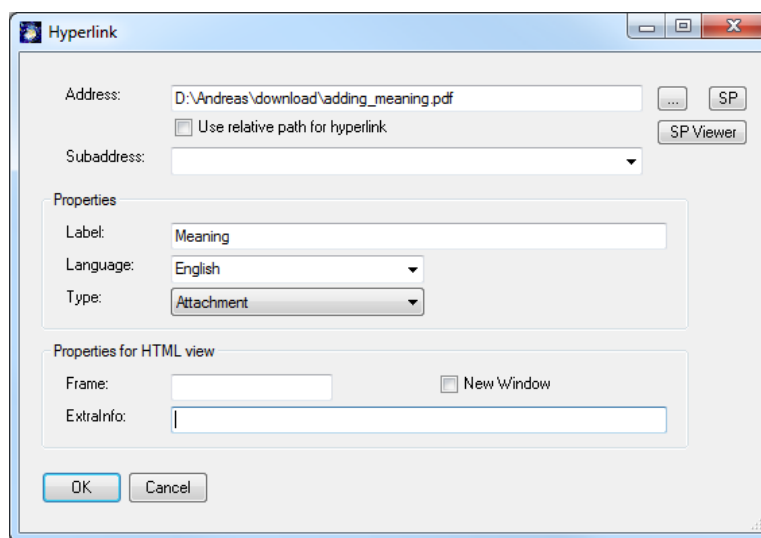 Hyperlink
Address: D:\Andreas\download\adding_meaning.pdf ... SP
Use relative path for hyperlink SP Viewer
Subaddress:
Properties
Label: Meaning
Language: English
Type: Attachment
Properties for HTML view
Frame: New Window
ExtraInfo:
OK Cancel